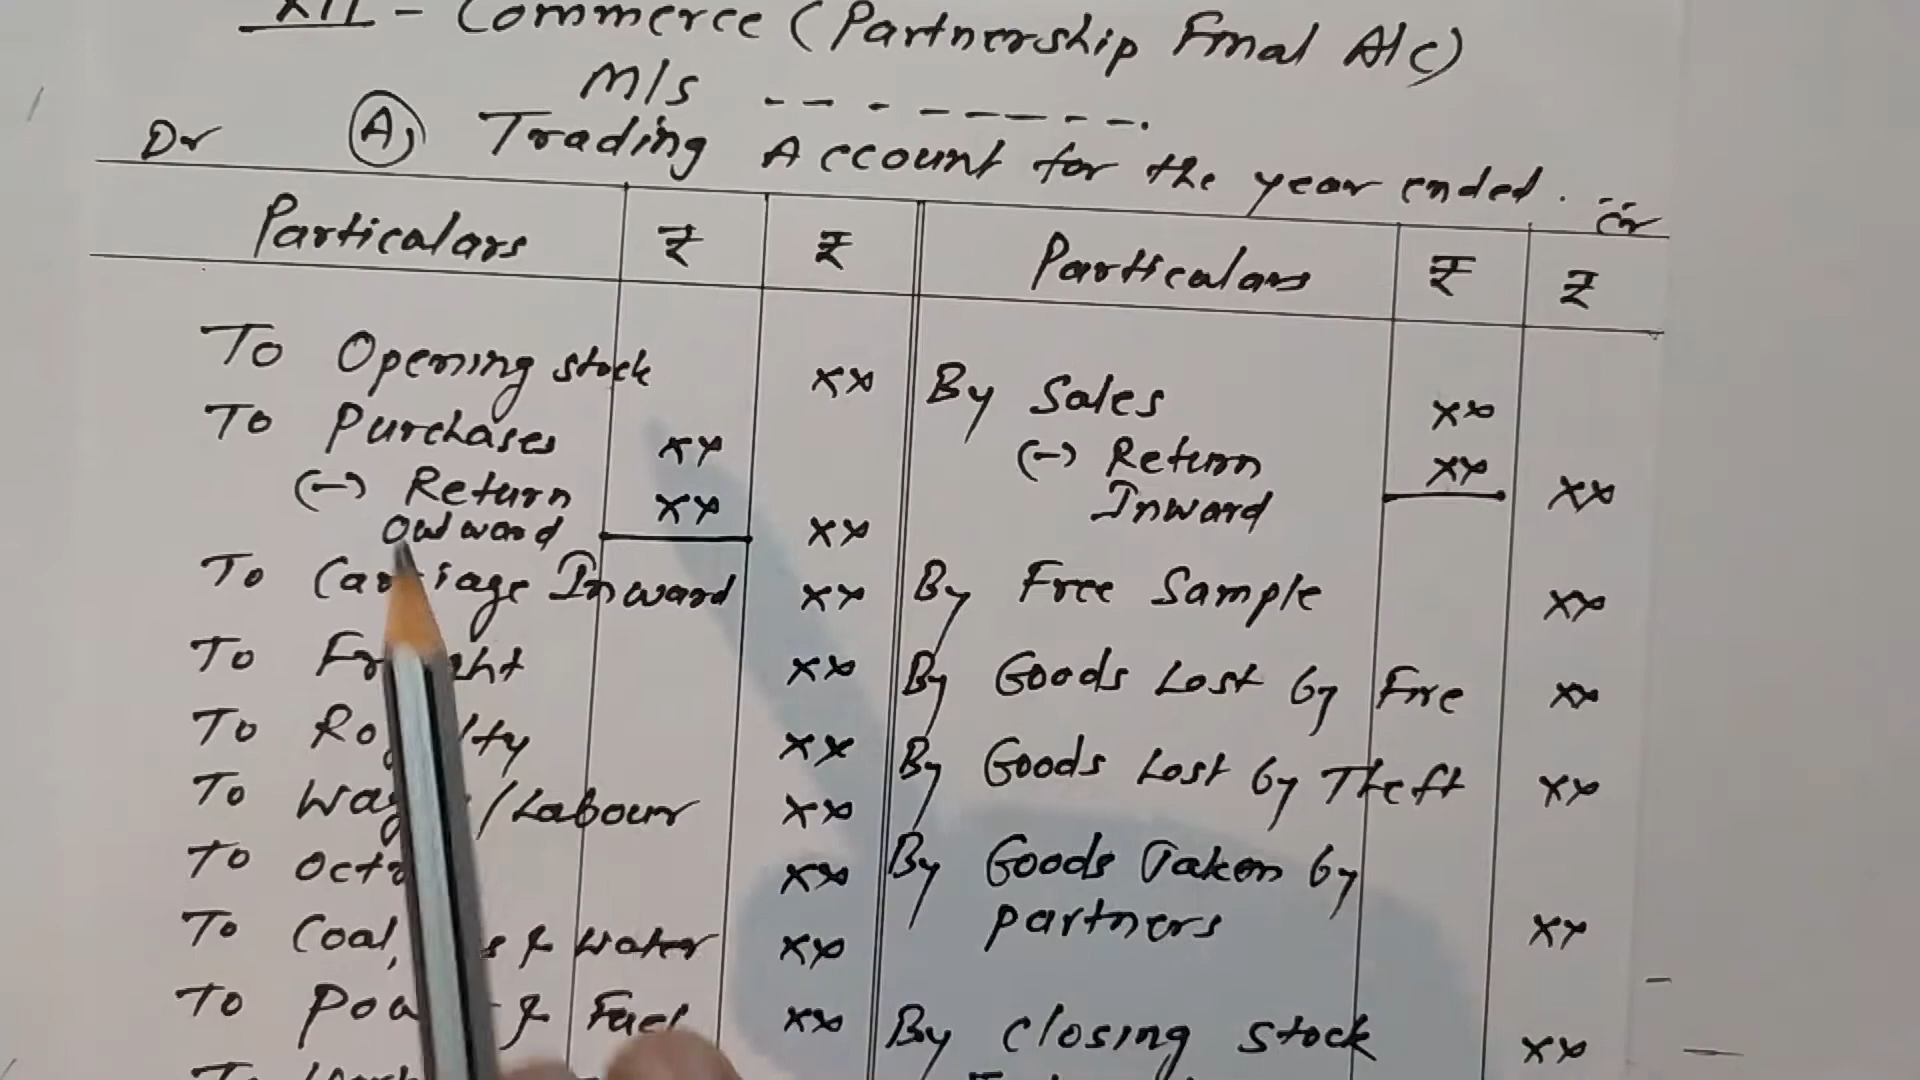 XII - Commerce (Partnership Final A/c)
M/s -- - - - - - - .
Dr (A) Trading Account for the year ended . -- Cr
Particulars ₹ ₹ Particulars ₹ ₹
To Opening stock xx By Sales xx
To Purchases xx (-) Return xx
(-) Return xx Inward xx
outward xx
To Carriage Inward xx By Free Sample xx
To xx By Goods Lost by Fire xx
To xx By Goods Lost by Theft xx
To /Labour xx By Goods Taken by
To xx partners xx
To Coal, & Water xx
To & Fuel xx By Closing stock xx
To